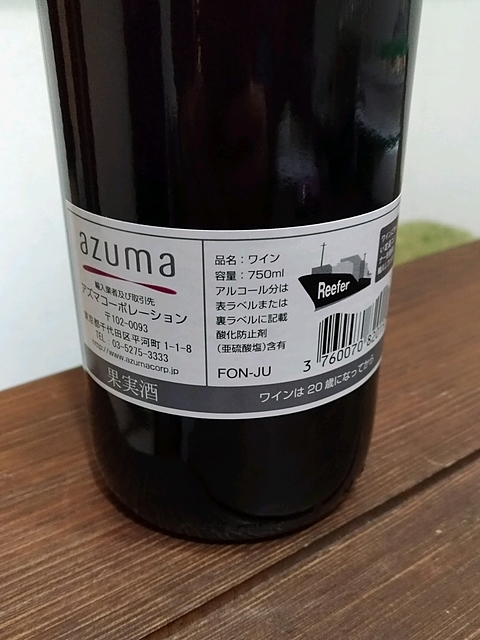 azuma
輸入業者及び取引先
アズマコーポレーション
〒102-0093
東京都千代田区平河町1-1-8
TEL. 03-5275-3333
http://www.azumacorp.jp
果実酒
品名：ワイン
容量：750ml
アルコール分は
表ラベルまたは
裏ラベルに記載
酸化防止剤
(亜硫酸塩)含有
FON-JU
Reefer
3 760070 82
ワインは20歳になってから